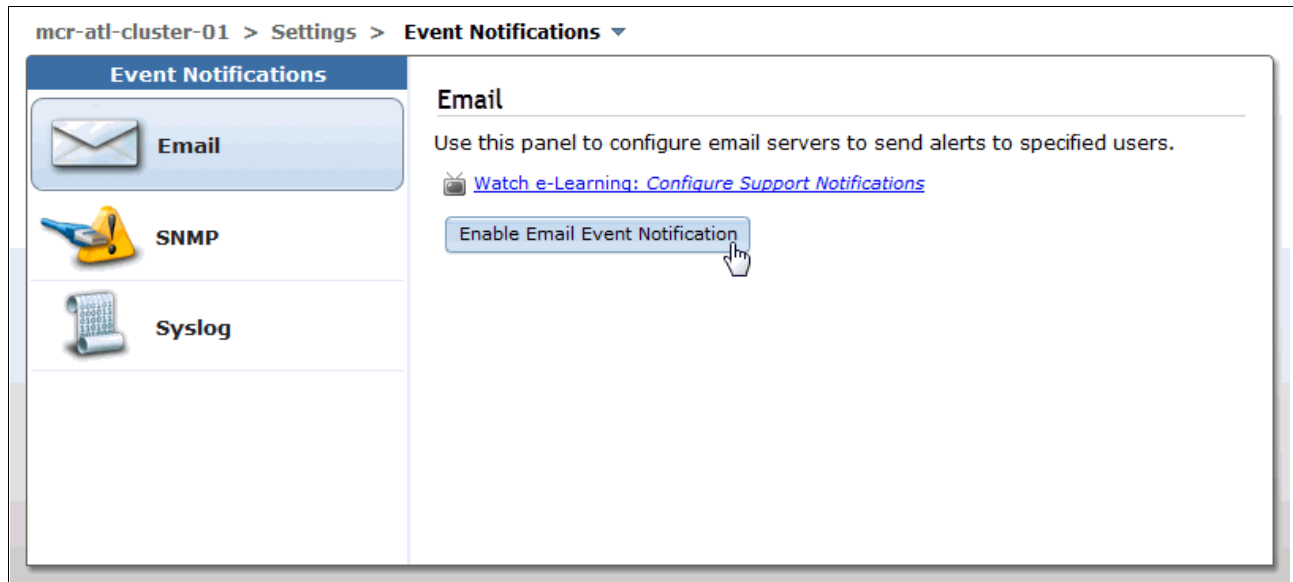 mcr-atl-cluster-01 > Settings > Event Notifications
Event Notifications
Email
SNMP
Syslog
Email
Use this panel to configure email servers to send alerts to specified users.
Watch e-Learning: Configure Support Notifications
Enable Email Event Notification